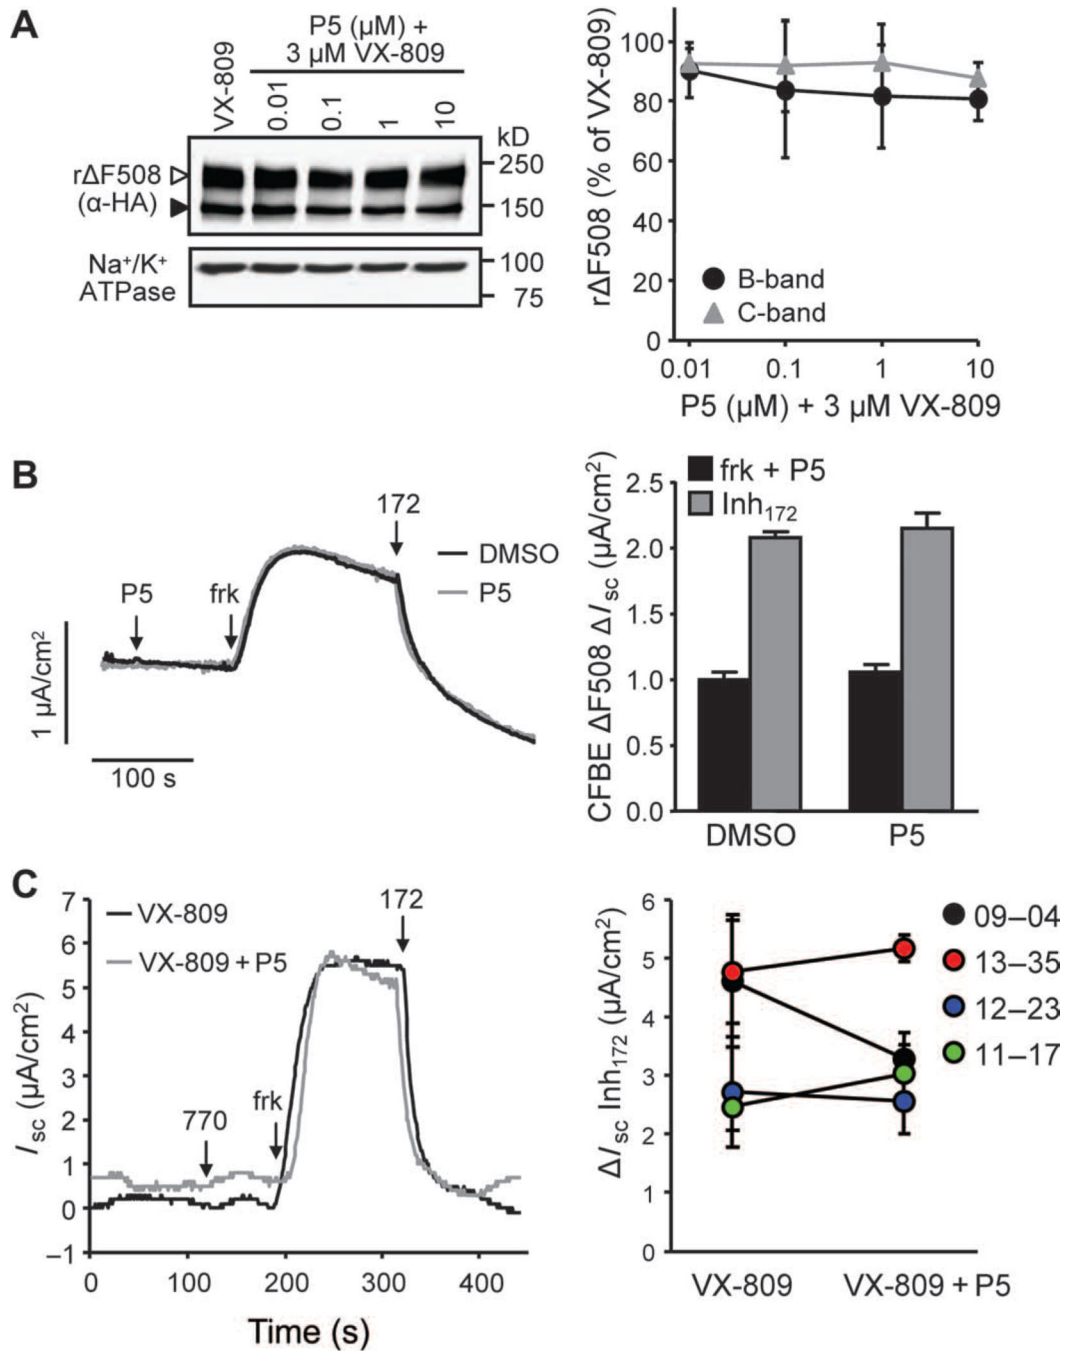 A
P5 (μM) +
3 μM VX-809
VX-809
0.01
0.1
1
10
kD
rΔF508
(α-HA)
250
150
Na⁺/K⁺
ATPase
100
75
rΔF508 (% of VX-809)
100
80
60
40
20
0
B-band
C-band
0.01
0.1
1
10
P5 (μM) + 3 μM VX-809
B
172
DMSO
P5
P5
frk
1 μA/cm²
100 s
frk + P5
Inh₁₇₂
CFBE ΔF508 ΔIsc (μA/cm²)
2.5
2.0
1.5
1.0
0.5
0.0
DMSO
P5
C
VX-809
VX-809 + P5
172
770
frk
Isc (μA/cm²)
7
6
5
4
3
2
1
0
–1
0
100
200
300
400
Time (s)
ΔIsc Inh₁₇₂ (μA/cm²)
6
5
4
3
2
1
0
09–04
13–35
12–23
11–17
VX-809
VX-809 + P5